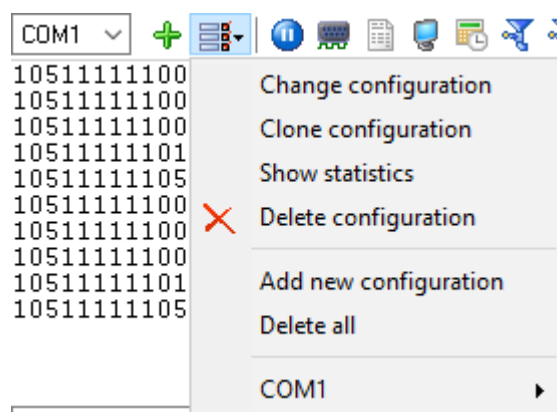 COM1
10511111100
10511111100
10511111100
10511111101
10511111105
10511111100
10511111100
10511111100
10511111101
10511111105
Change configuration
Clone configuration
Show statistics
Delete configuration
Add new configuration
Delete all
COM1